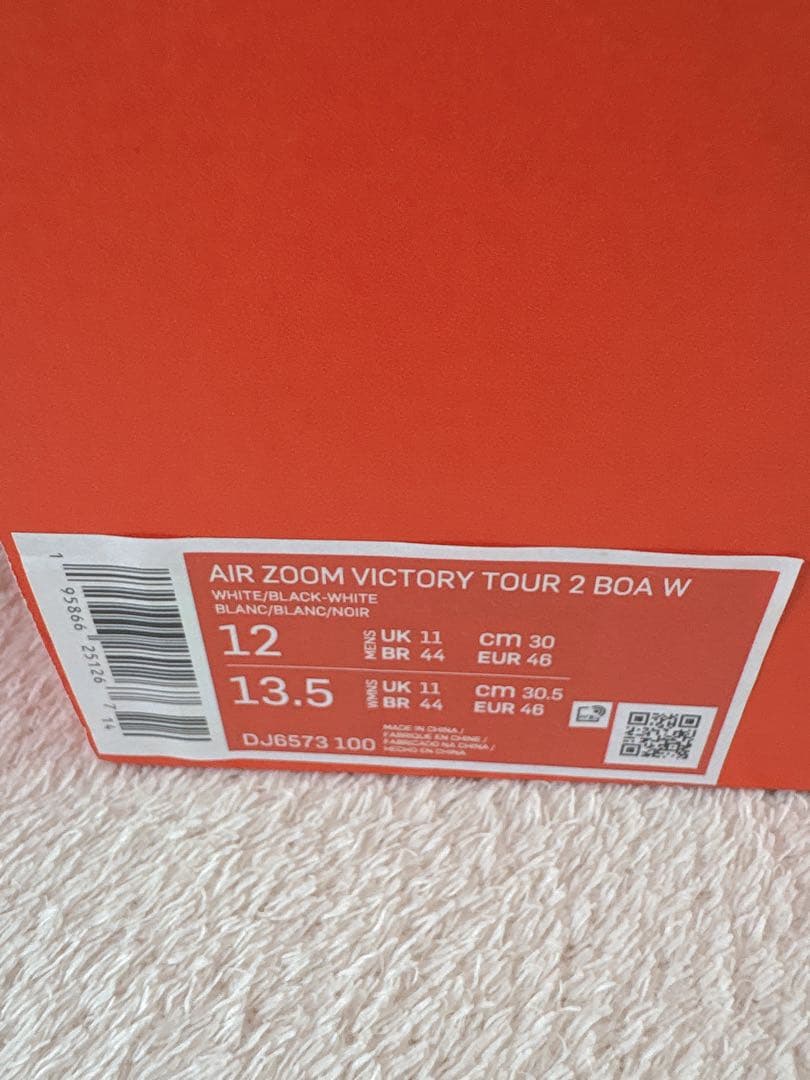 AIR ZOOM VICTORY TOUR 2 BOA W
WHITE/BLACK-WHITE
BLANC/BLANC/NOIR
12 MENS UK 11 cm 30
BR 44 EUR 46
13.5 WMNS UK 11 cm 30.5
BR 44 EUR 46
DJ6573 100
MADE IN CHINA /
FABRIQUE EN CHINE /
FABRICADO NA CHINA /
HECHO EN CHINA
1 95866 25126 7 14